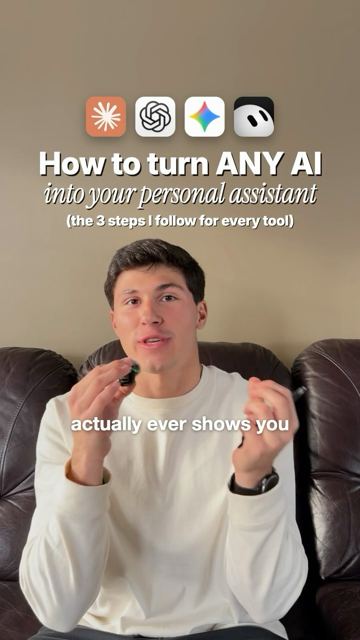 How to turn ANY AI
into your personal assistant
(the 3 steps I follow for every tool)
actually ever shows you